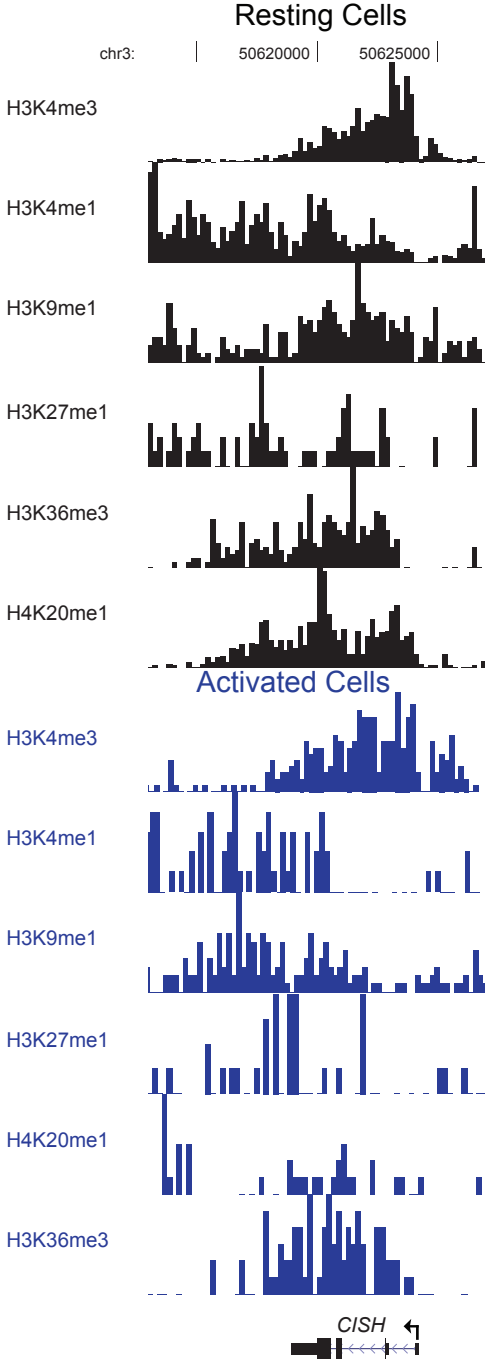 Resting Cells
chr3: 50620000 50625000
H3K4me3
H3K4me1
H3K9me1
H3K27me1
H3K36me3
H4K20me1
Activated Cells
H3K4me3
H3K4me1
H3K9me1
H3K27me1
H4K20me1
H3K36me3
CISH